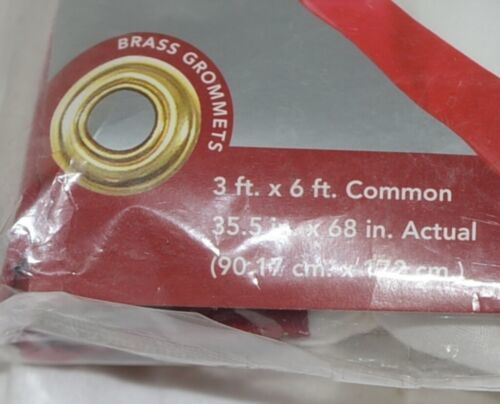 BRASS GROMMETS
3 ft. x 6 ft. Common
35.5 in. x 68 in. Actual
(90.17 cm. x 172 cm.)